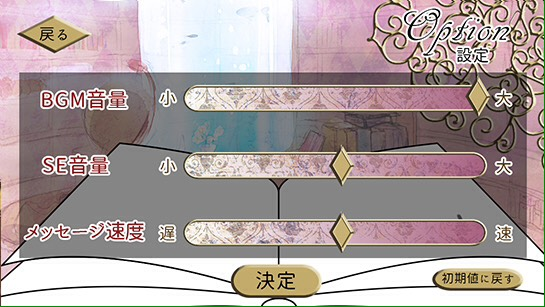 戻る
Option
設定
BGM音量 小 大
SE音量 小 大
メッセージ速度 遅 速
決定
初期値に戻す